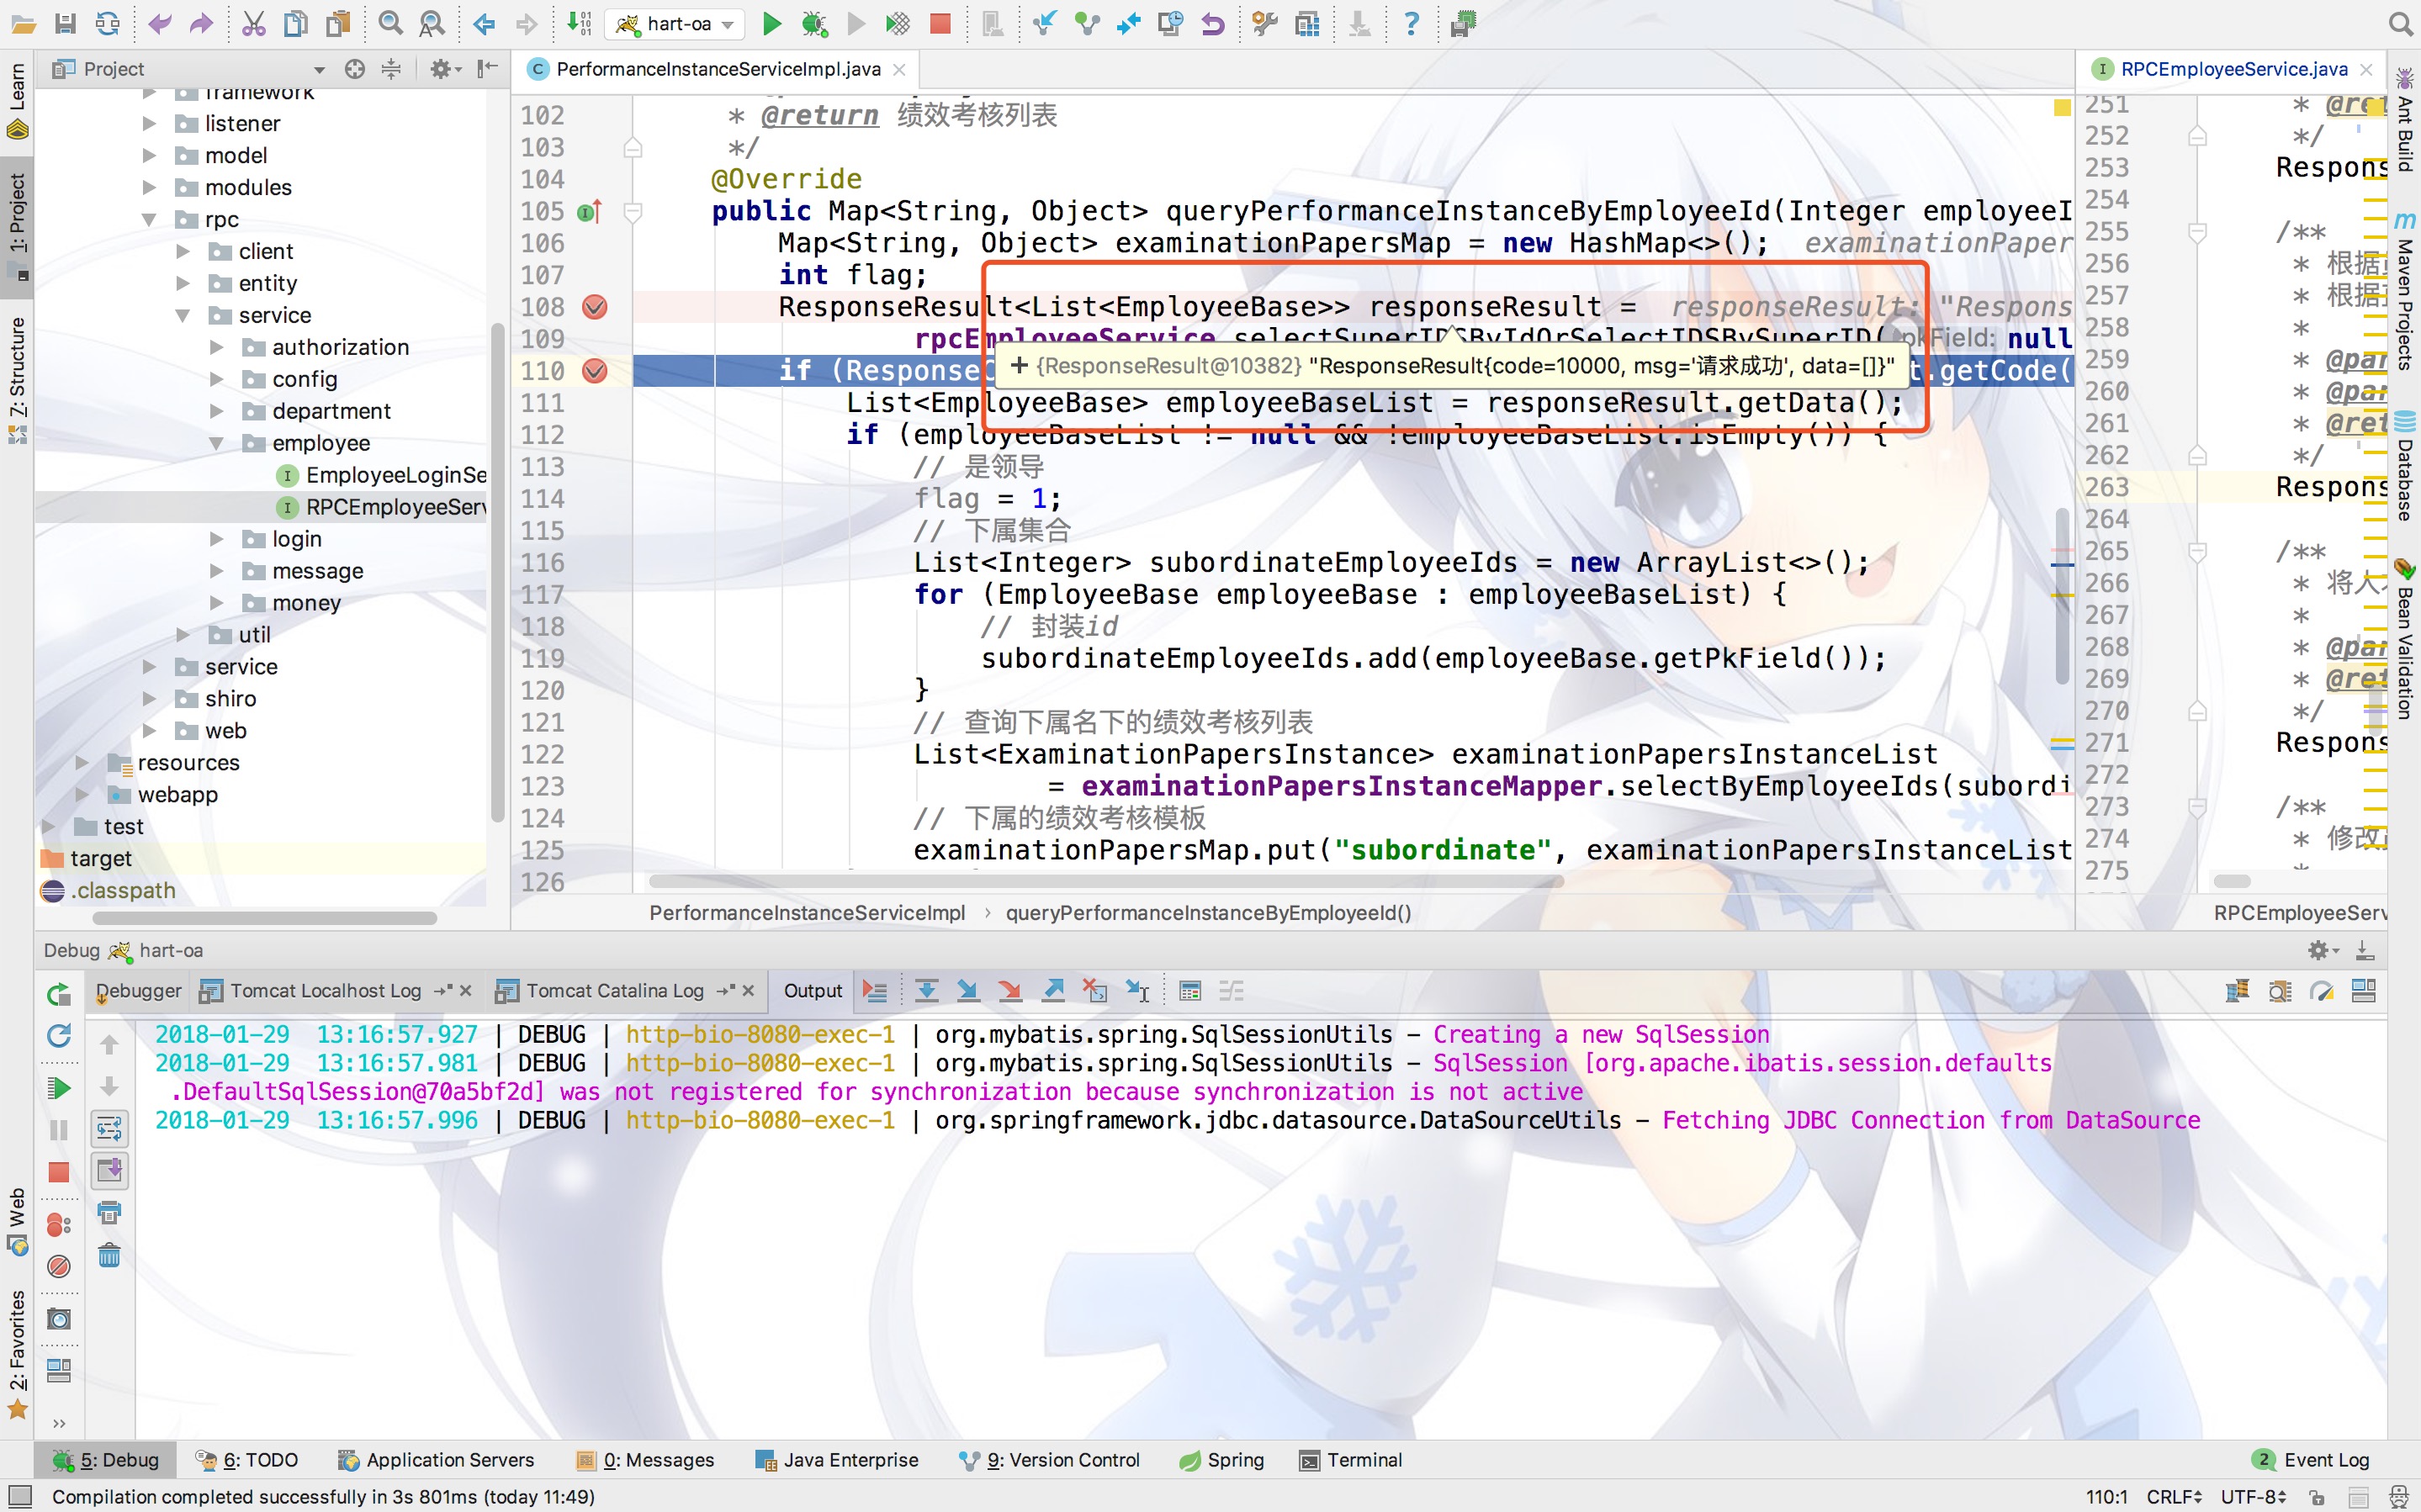 hart-oa
Learn
1: Project
7: Structure
Web
2: Favorites
Project
framework
listener
model
modules
rpc
client
entity
service
authorization
config
department
employee
EmployeeLoginSe
RPCEmployeeServ
login
message
money
util
service
shiro
web
resources
webapp
test
target
.classpath
PerformanceInstanceServiceImpl.java
102 * @return 绩效考核列表
103 */
104 @Override
105 public Map<String, Object> queryPerformanceInstanceByEmployeeId(Integer employeeI
106 Map<String, Object> examinationPapersMap = new HashMap<>(); examinationPaper
107 int flag;
108 ResponseResult<List<EmployeeBase>> responseResult = responseResult: "Respons
109 rpcEmployeeService.selectSuperIDSByIdOrSelectIDSBySuperID( pkField: null
+ {ResponseResult@10382} "ResponseResult{code=10000, msg='请求成功', data=[]}"
110 if (Response .getCode(
111 List<EmployeeBase> employeeBaseList = responseResult.getData();
112 if (employeeBaseList != null && !employeeBaseList.isEmpty()) {
113 // 是领导
114 flag = 1;
115 // 下属集合
116 List<Integer> subordinateEmployeeIds = new ArrayList<>();
117 for (EmployeeBase employeeBase : employeeBaseList) {
118 // 封装id
119 subordinateEmployeeIds.add(employeeBase.getPkField());
120 }
121 // 查询下属名下的绩效考核列表
122 List<ExaminationPapersInstance> examinationPapersInstanceList
123 = examinationPapersInstanceMapper.selectByEmployeeIds(subordi
124 // 下属的绩效考核模板
125 examinationPapersMap.put("subordinate", examinationPapersInstanceList
126
PerformanceInstanceServiceImpl › queryPerformanceInstanceByEmployeeId()
RPCEmployeeService.java
251 * @ret
252 */
253 Respons
254
255 /**
256 * 根据
257 * 根据
258 *
259 * @par
260 * @par
261 * @ret
262 */
263 Respons
264
265 /**
266 * 将人
267 *
268 * @par
269 * @ret
270 */
271 Respons
272
273 /**
274 * 修改
275 *
RPCEmployeeServ
Ant Build
Maven Projects
Database
Bean Validation
Debug hart-oa
Debugger Tomcat Localhost Log Tomcat Catalina Log Output
2018-01-29 13:16:57.927 | DEBUG | http-bio-8080-exec-1 | org.mybatis.spring.SqlSessionUtils – Creating a new SqlSession
2018-01-29 13:16:57.981 | DEBUG | http-bio-8080-exec-1 | org.mybatis.spring.SqlSessionUtils – SqlSession [org.apache.ibatis.session.defaults
.DefaultSqlSession@70a5bf2d] was not registered for synchronization because synchronization is not active
2018-01-29 13:16:57.996 | DEBUG | http-bio-8080-exec-1 | org.springframework.jdbc.datasource.DataSourceUtils – Fetching JDBC Connection from DataSource
5: Debug 6: TODO Application Servers 0: Messages Java Enterprise 9: Version Control Spring Terminal 2 Event Log
Compilation completed successfully in 3s 801ms (today 11:49) 110:1 CRLF UTF-8